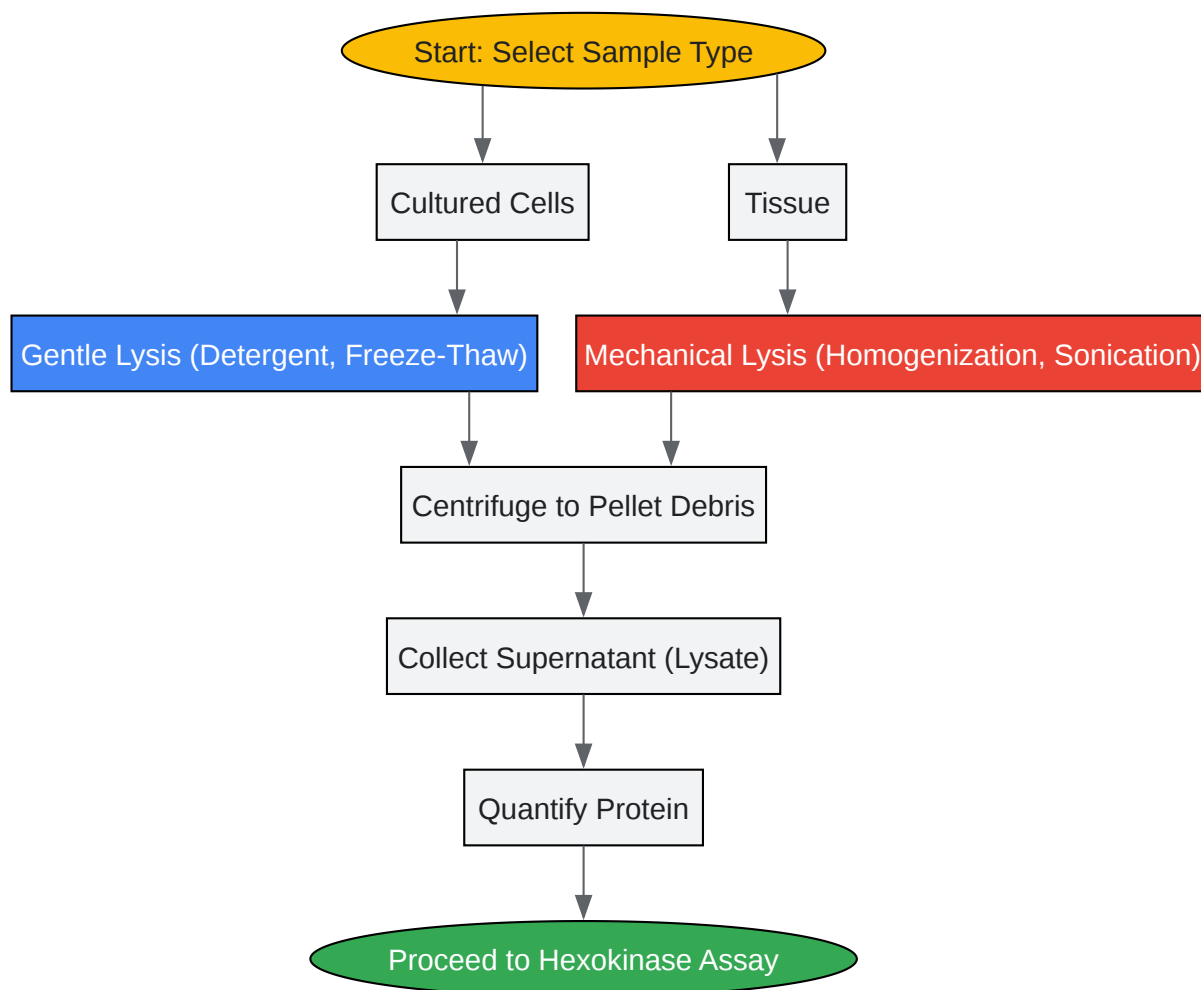 Start: Select Sample Type
Cultured Cells
Tissue
Gentle Lysis (Detergent, Freeze-Thaw)
Mechanical Lysis (Homogenization, Sonication)
Centrifuge to Pellet Debris
Collect Supernatant (Lysate)
Quantify Protein
Proceed to Hexokinase Assay